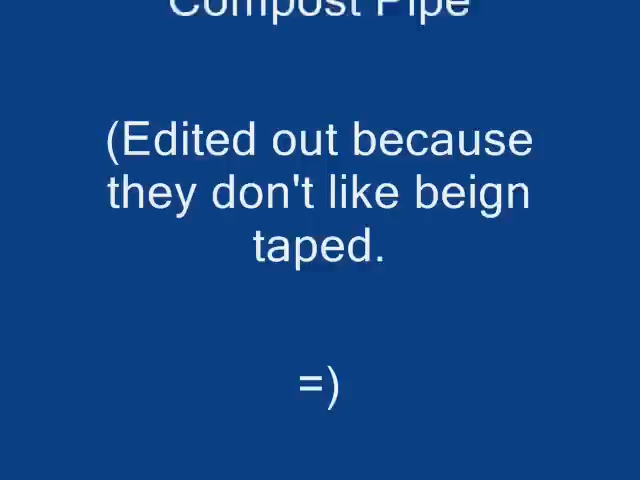 Compost Pipe
(Edited out because
they don't like beign
taped.
=)